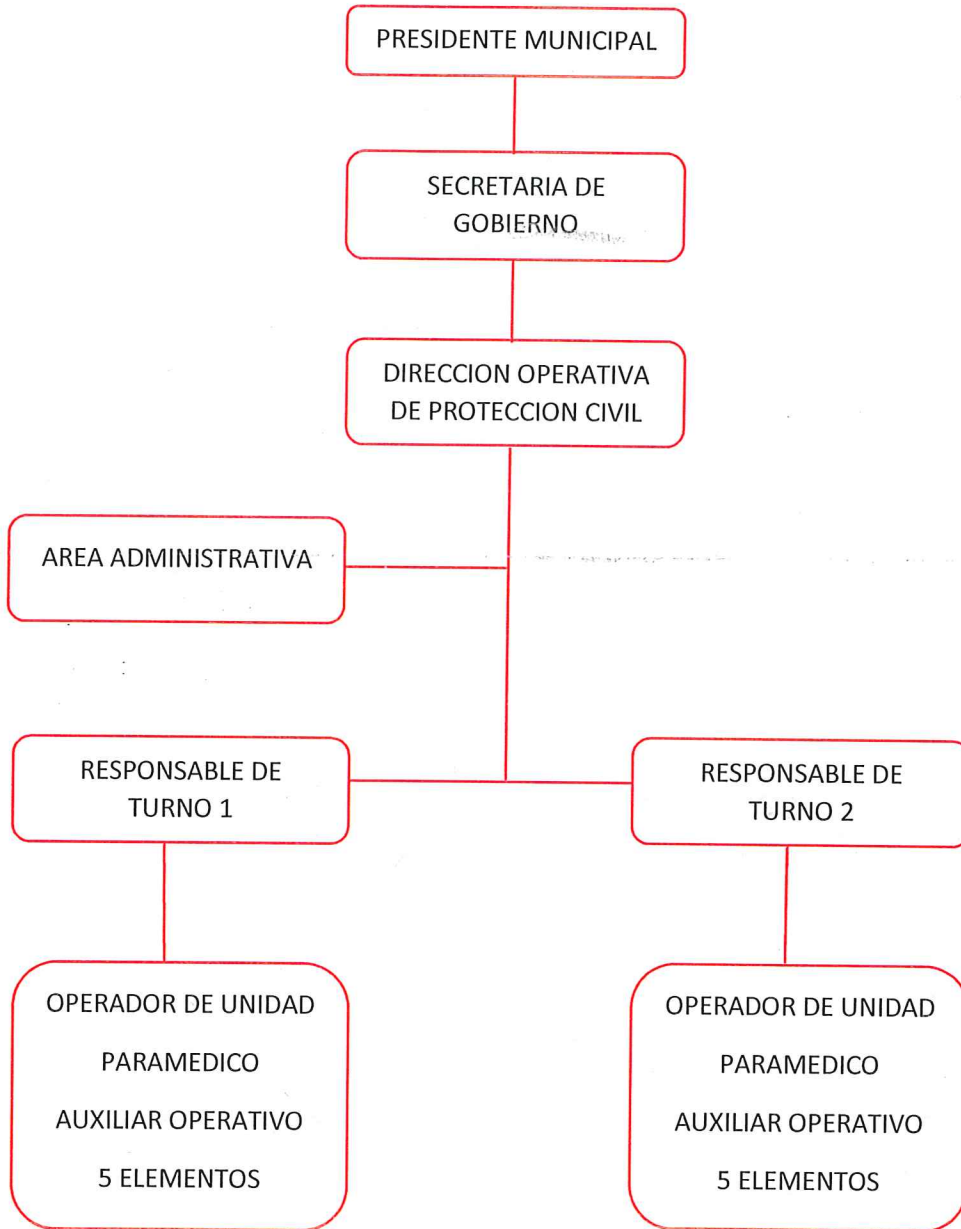 PRESIDENTE MUNICIPAL
SECRETARIA DE
GOBIERNO
DIRECCION OPERATIVA
DE PROTECCION CIVIL
AREA ADMINISTRATIVA
RESPONSABLE DE
TURNO 1
RESPONSABLE DE
TURNO 2
OPERADOR DE UNIDAD
PARAMEDICO
AUXILIAR OPERATIVO
5 ELEMENTOS
OPERADOR DE UNIDAD
PARAMEDICO
AUXILIAR OPERATIVO
5 ELEMENTOS